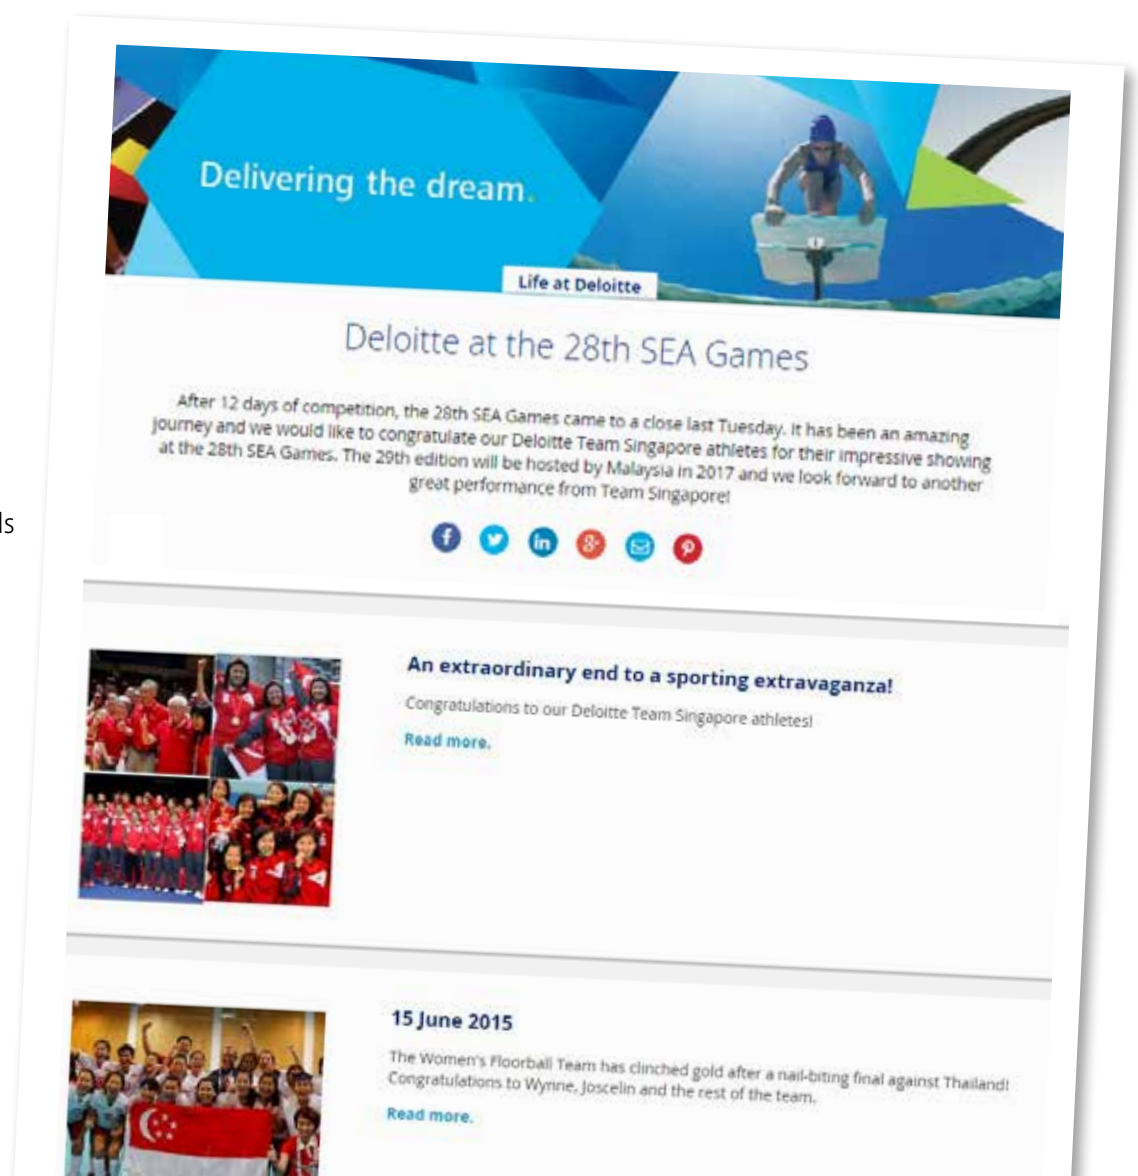 Delivering the dream.
Life at Deloitte
Deloitte at the 28th SEA Games
After 12 days of competition, the 28th SEA Games came to a close last Tuesday. It has been an amazing
journey and we would like to congratulate our Deloitte Team Singapore athletes for their impressive showing
at the 28th SEA Games. The 29th edition will be hosted by Malaysia in 2017 and we look forward to another
great performance from Team Singapore!
f
in
g+
ls
An extraordinary end to a sporting extravaganza!
Congratulations to our Deloitte Team Singapore athletes!
Read more.
15 June 2015
The Women's Floorball Team has clinched gold after a nail-biting final against Thailand!
Congratulations to Wynne, Joscelin and the rest of the team.
Read more.